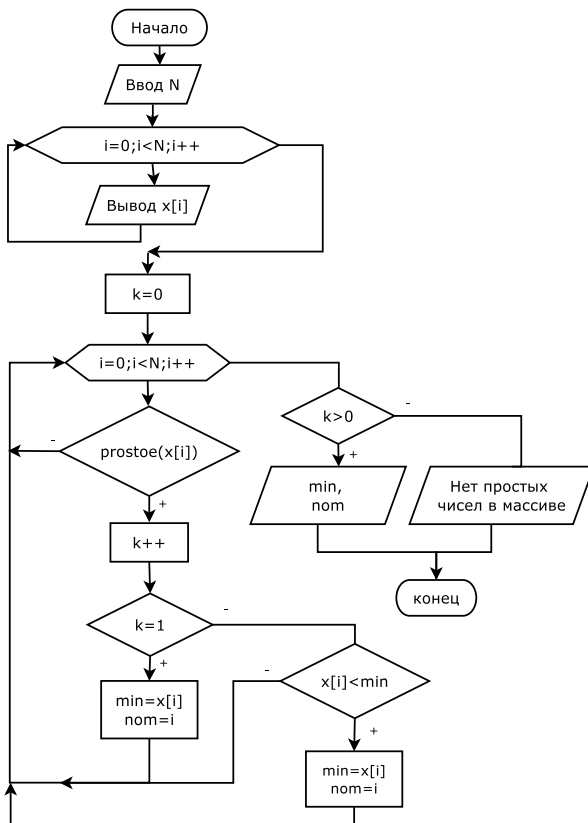 Начало
Ввод N
i=0;i<N;i++
Вывод x[i]
k=0
i=0;i<N;i++
k>0
-
+
prostoe(x[i])
-
+
min,
nom
Нет простых
чисел в массиве
k++
конец
k=1
-
+
x[i]<min
-
+
min=x[i]
nom=i
min=x[i]
nom=i